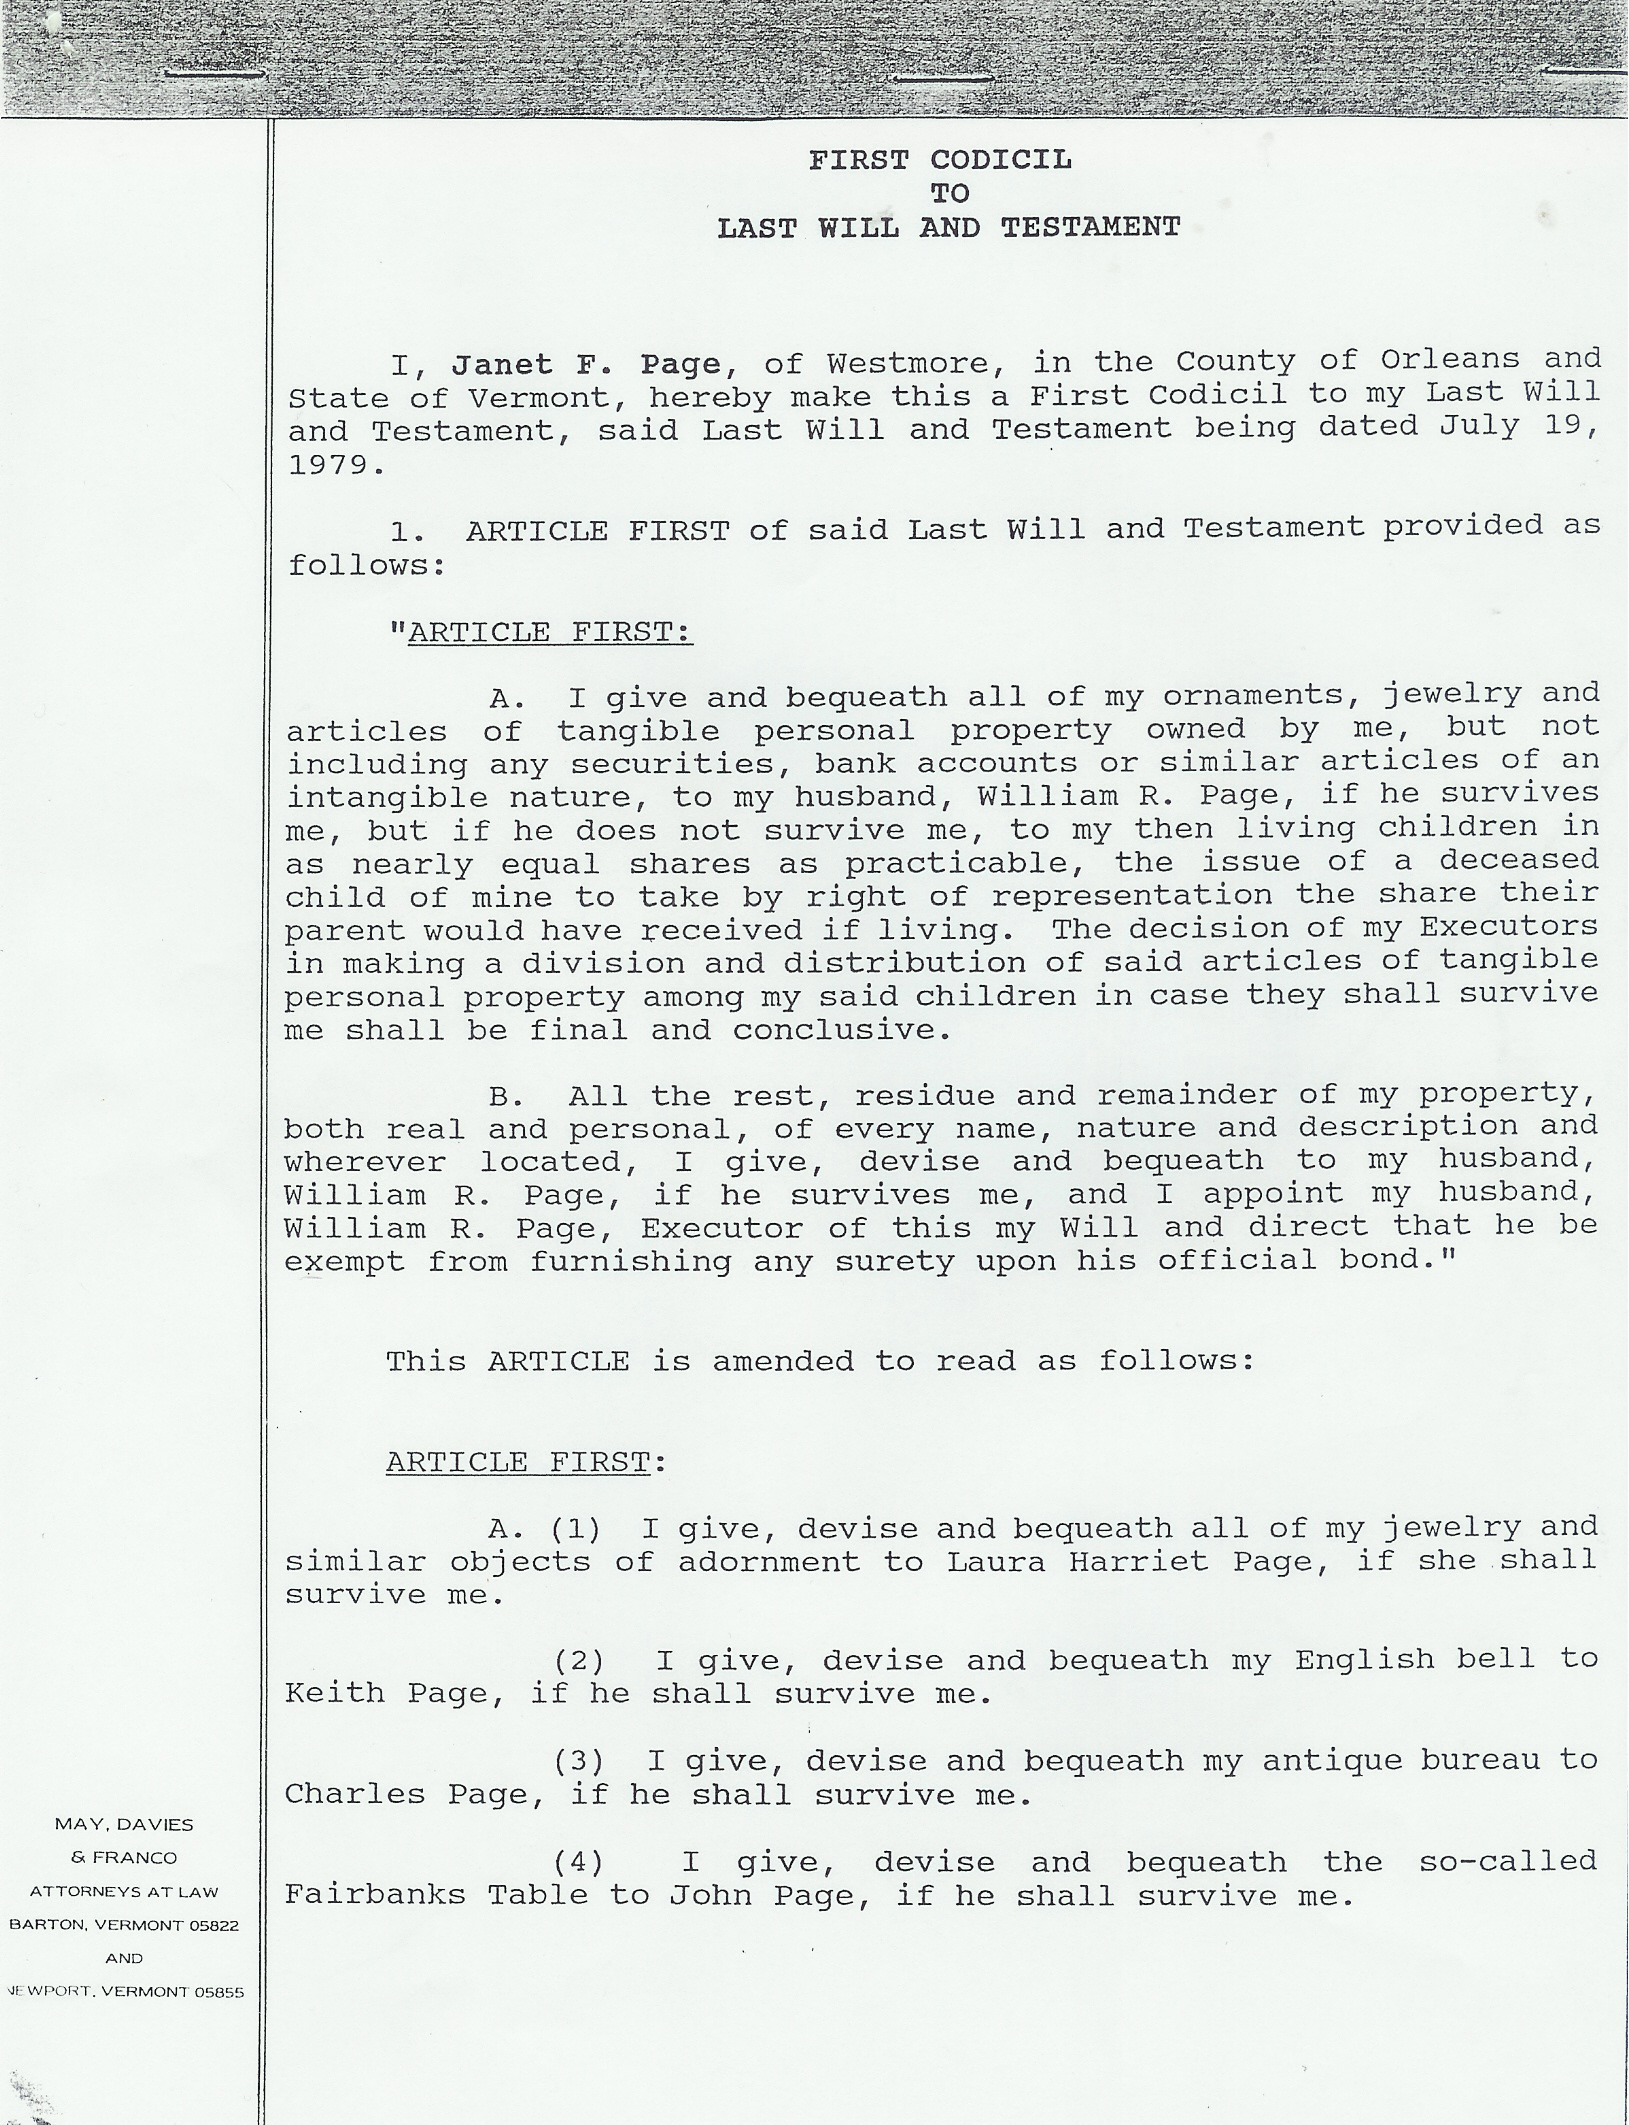 FIRST CODICIL
TO
LAST WILL AND TESTAMENT
I, Janet F. Page, of Westmore, in the County of Orleans and
State of Vermont, hereby make this a First Codicil to my Last Will
and Testament, said Last Will and Testament being dated July 19,
1979.
1. ARTICLE FIRST of said Last Will and Testament provided as
follows:
"ARTICLE FIRST:
A. I give and bequeath all of my ornaments, jewelry and
articles of tangible personal property owned by me, but not
including any securities, bank accounts or similar articles of an
intangible nature, to my husband, William R. Page, if he survives
me, but if he does not survive me, to my then living children in
as nearly equal shares as practicable, the issue of a deceased
child of mine to take by right of representation the share their
parent would have received if living. The decision of my Executors
in making a division and distribution of said articles of tangible
personal property among my said children in case they shall survive
me shall be final and conclusive.
B. All the rest, residue and remainder of my property,
both real and personal, of every name, nature and description and
wherever located, I give, devise and bequeath to my husband,
William R. Page, if he survives me, and I appoint my husband,
William R. Page, Executor of this my Will and direct that he be
exempt from furnishing any surety upon his official bond."
This ARTICLE is amended to read as follows:
ARTICLE FIRST:
A. (1) I give, devise and bequeath all of my jewelry and
similar objects of adornment to Laura Harriet Page, if she shall
survive me.
(2) I give, devise and bequeath my English bell to
Keith Page, if he shall survive me.
(3) I give, devise and bequeath my antique bureau to
Charles Page, if he shall survive me.
(4) I give, devise and bequeath the so-called
Fairbanks Table to John Page, if he shall survive me.
MAY, DAVIES
& FRANCO
ATTORNEYS AT LAW
BARTON, VERMONT 05822
AND
NEWPORT, VERMONT 05855